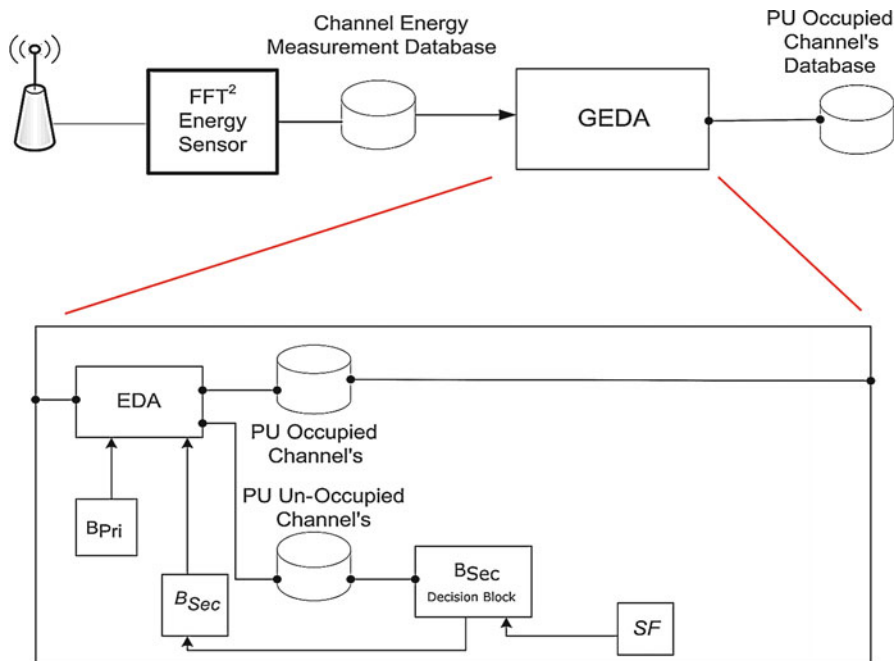 Channel Energy
Measurement Database
PU Occupied
Channel's
Database
FFT²
Energy
Sensor
GEDA
EDA
PU Occupied
Channel's
PU Un-Occupied
Channel's
BPri
BSec
BSec
Decision Block
SF